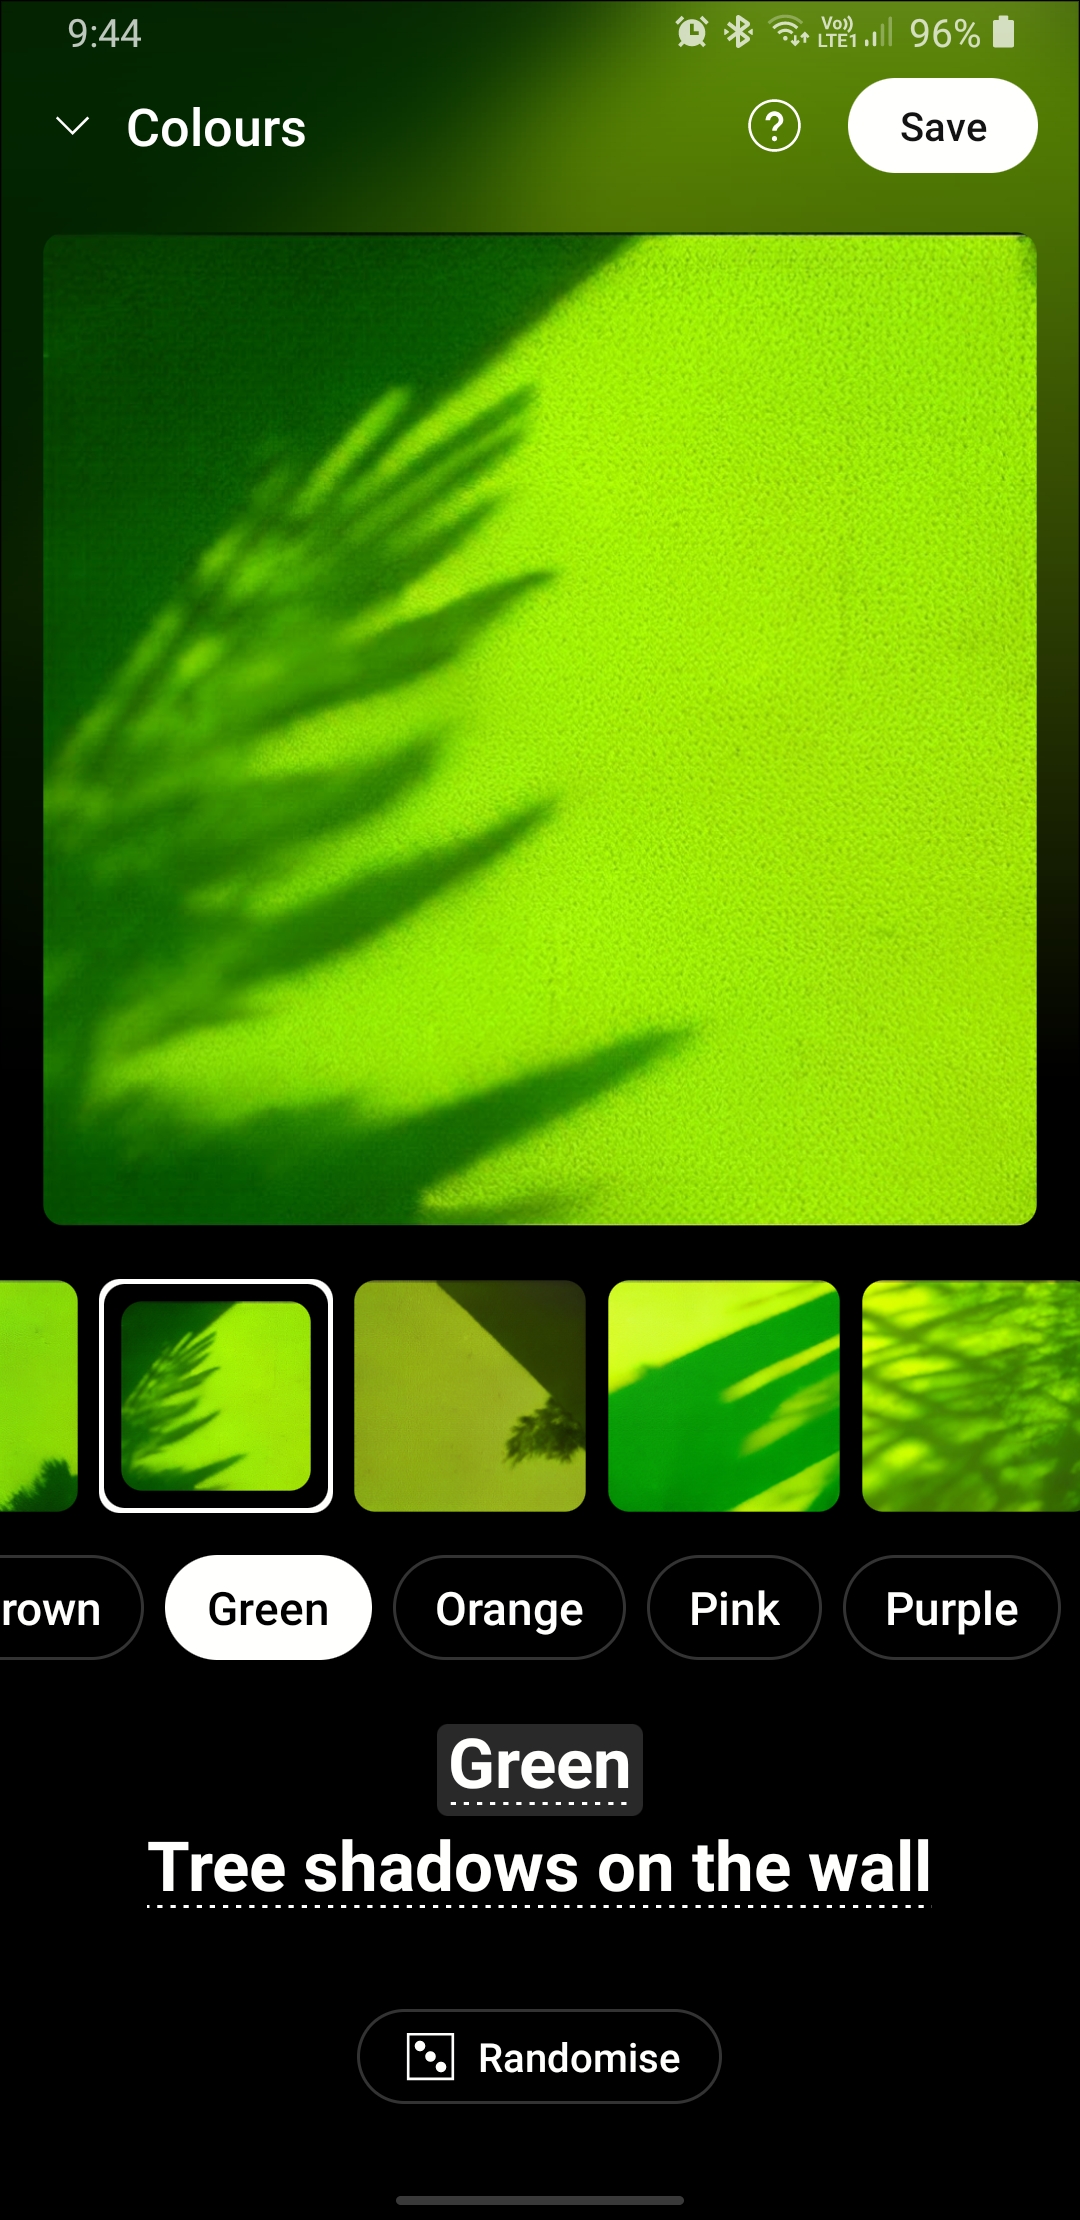 9:44
Vo))
LTE1
96%
Colours
?
Save
rown
Green
Orange
Pink
Purple
Green
Tree shadows on the wall
Randomise